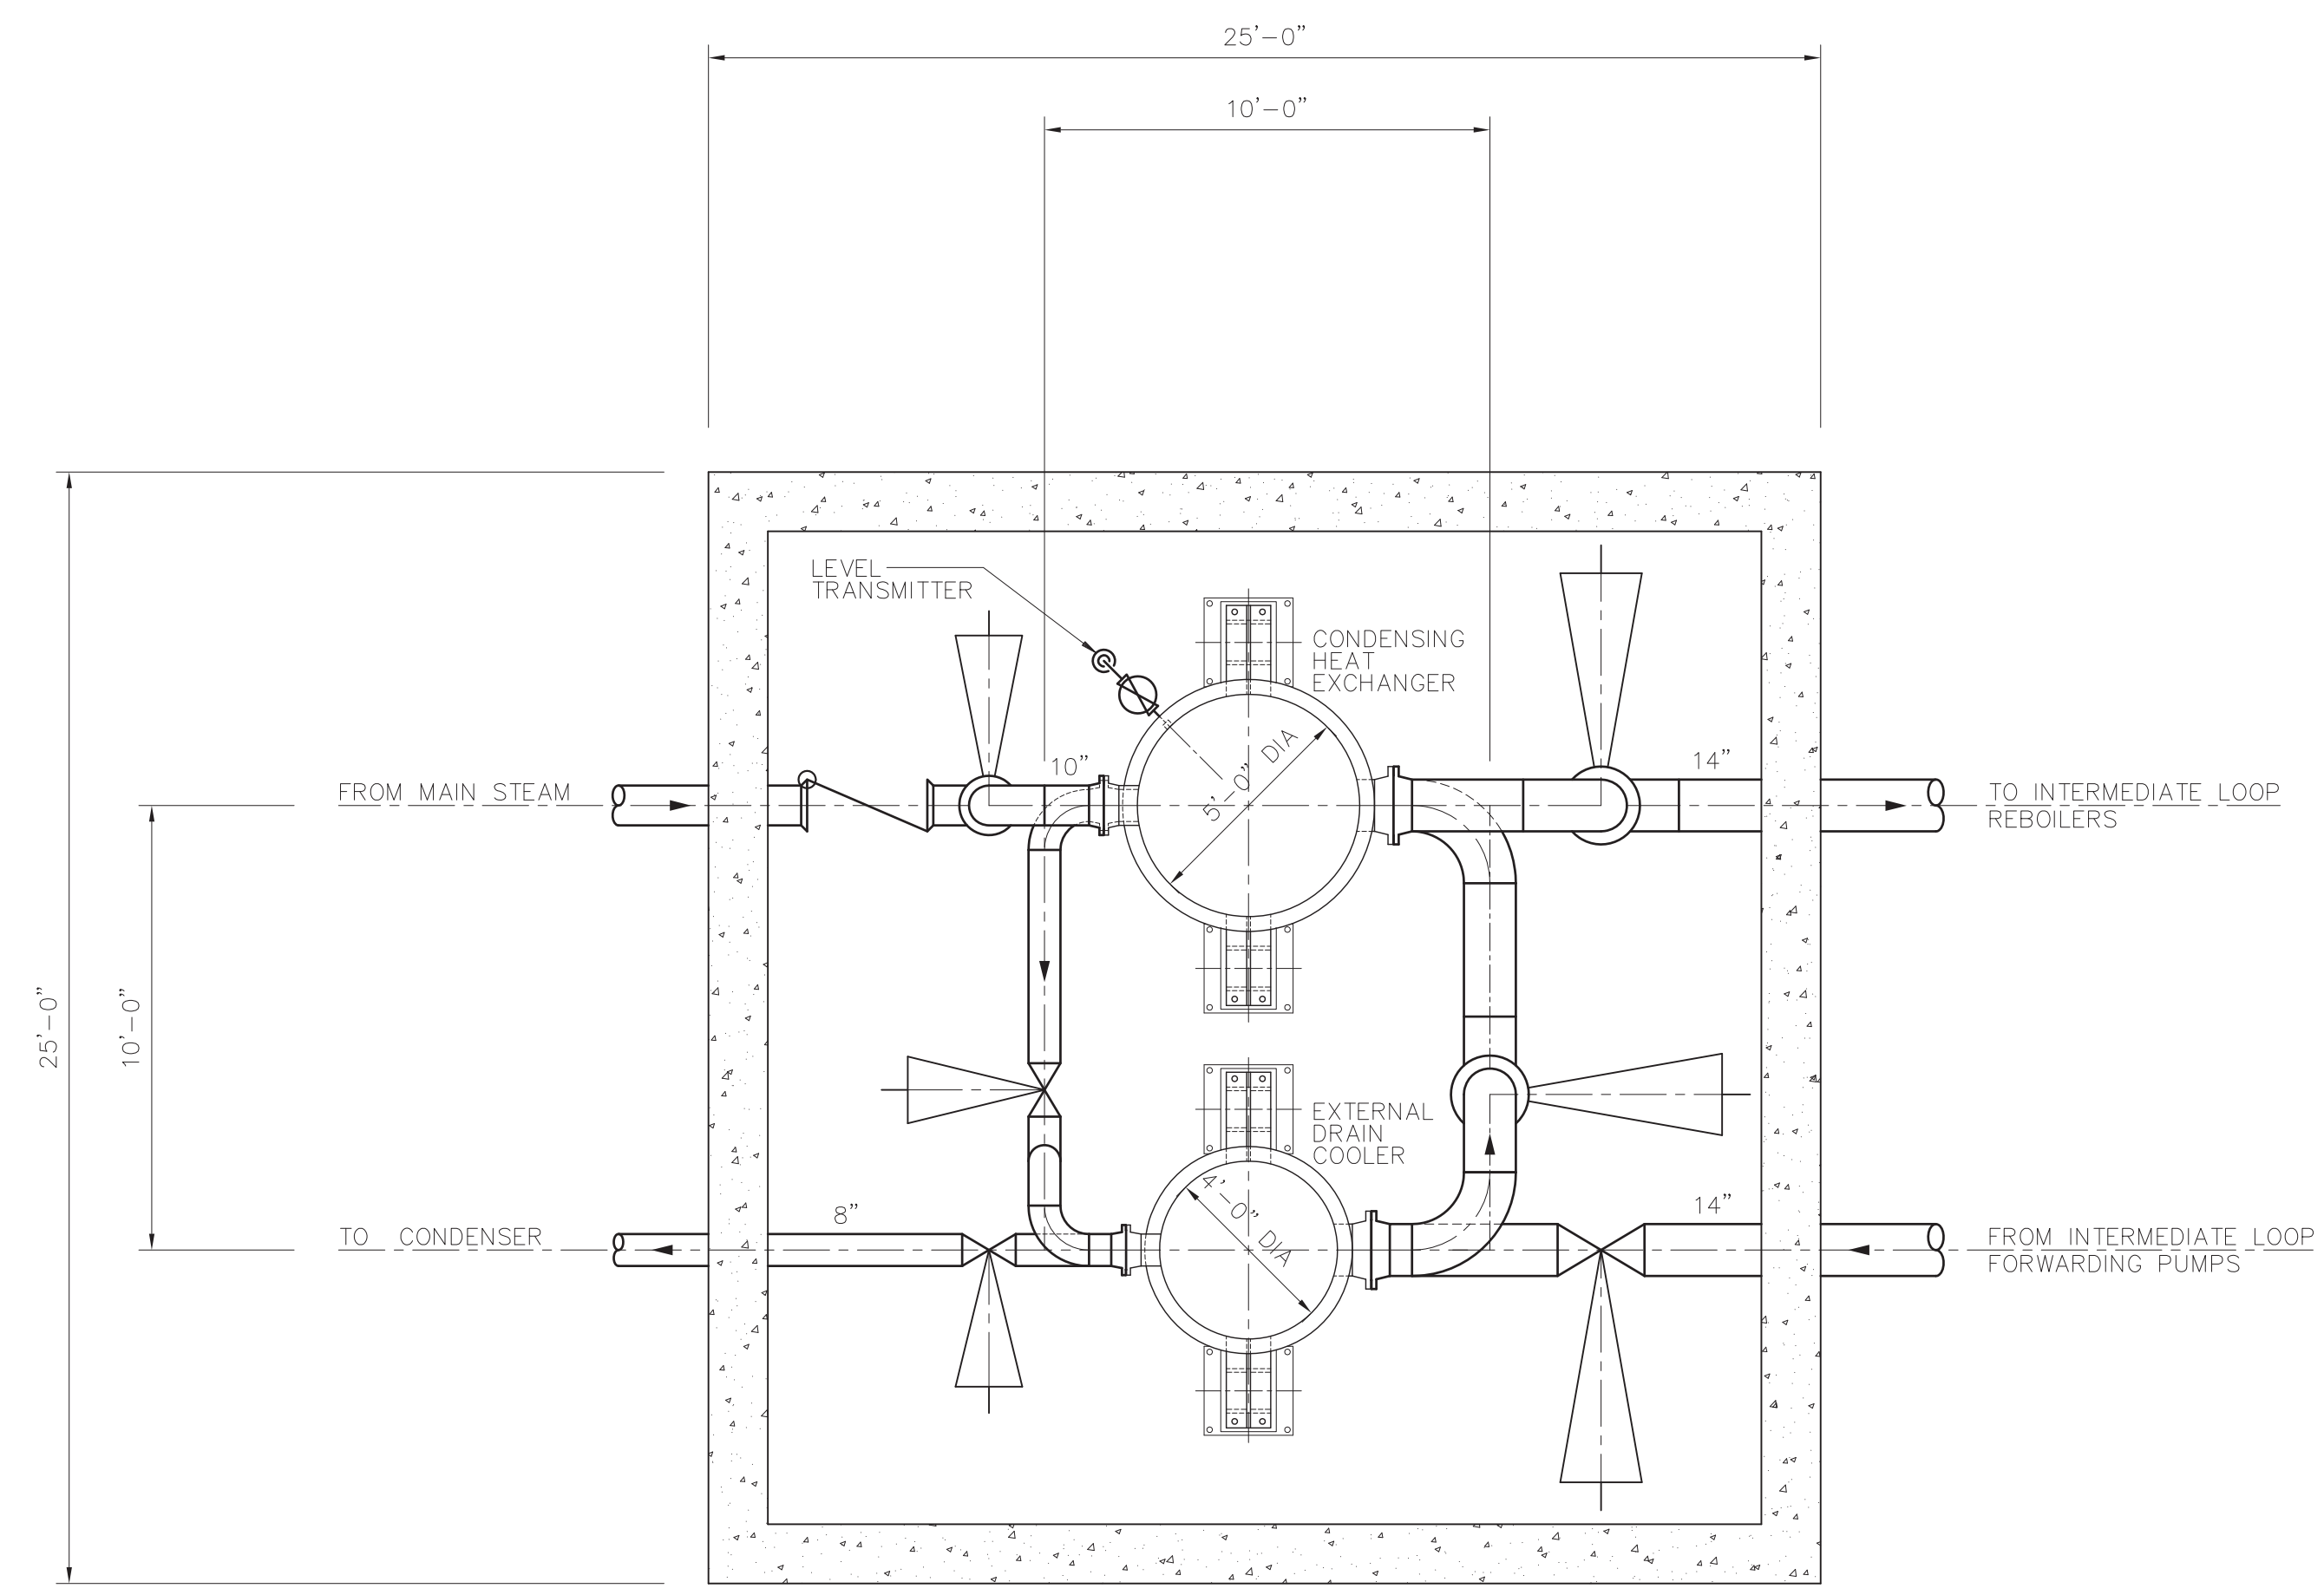 25'-0"
10'-0"
LEVEL
TRANSMITTER
CONDENSING
HEAT
EXCHANGER
5'-0" DIA
10"
14"
FROM MAIN STEAM
TO INTERMEDIATE LOOP
REBOILERS
25'-0"
10'-0"
EXTERNAL
DRAIN
COOLER
4'-0" DIA
8"
14"
TO CONDENSER
FROM INTERMEDIATE LOOP
FORWARDING PUMPS